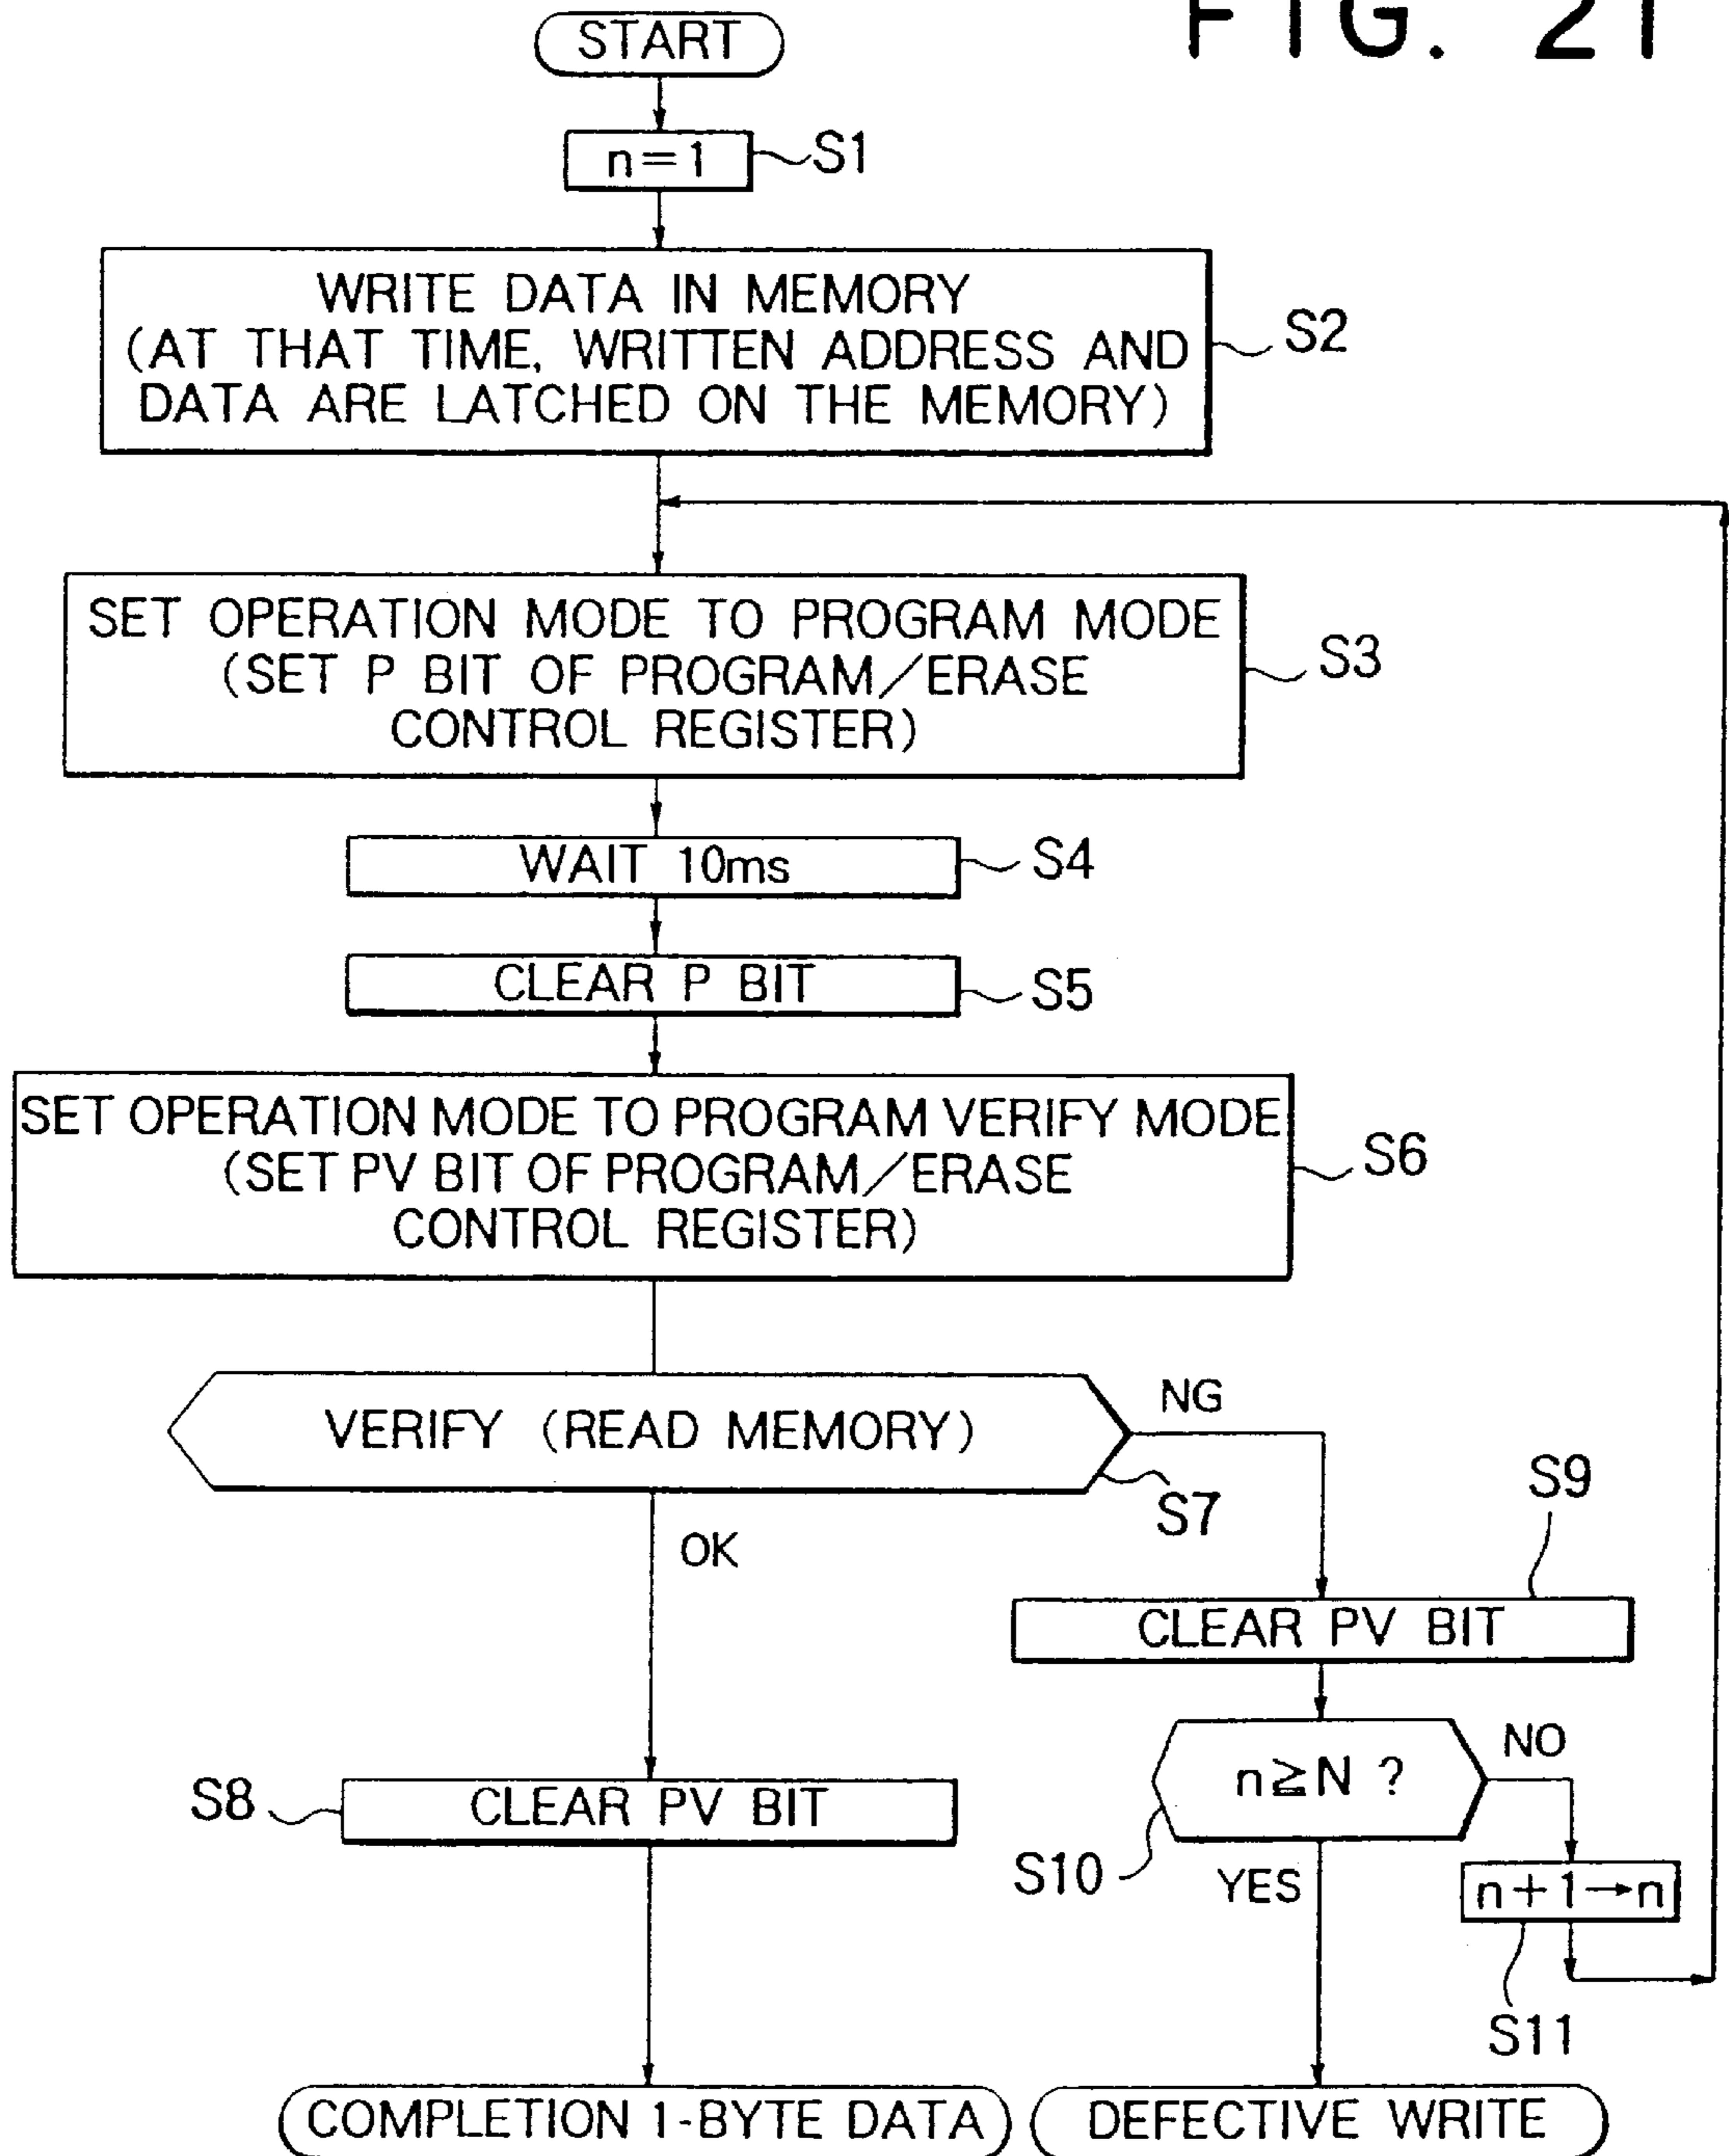 FIG. 21
START
n=1
S1
WRITE DATA IN MEMORY
(AT THAT TIME, WRITTEN ADDRESS AND
DATA ARE LATCHED ON THE MEMORY)
S2
SET OPERATION MODE TO PROGRAM MODE
(SET P BIT OF PROGRAM/ERASE
CONTROL REGISTER)
S3
WAIT 10ms
S4
CLEAR P BIT
S5
SET OPERATION MODE TO PROGRAM VERIFY MODE
(SET PV BIT OF PROGRAM/ERASE
CONTROL REGISTER)
S6
VERIFY (READ MEMORY)
NG
S7
OK
S9
CLEAR PV BIT
n≧N ?
NO
S10
YES
S8
CLEAR PV BIT
n+1→n
S11
COMPLETION 1-BYTE DATA
DEFECTIVE WRITE